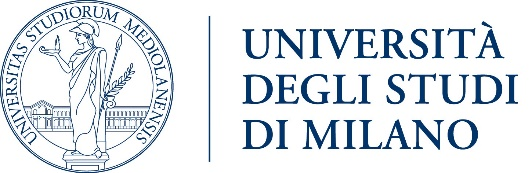 UNIVERSITAS STUDIORUM MEDIOLANENSIS
UNIVERSITÀ
DEGLI STUDI
DI MILANO